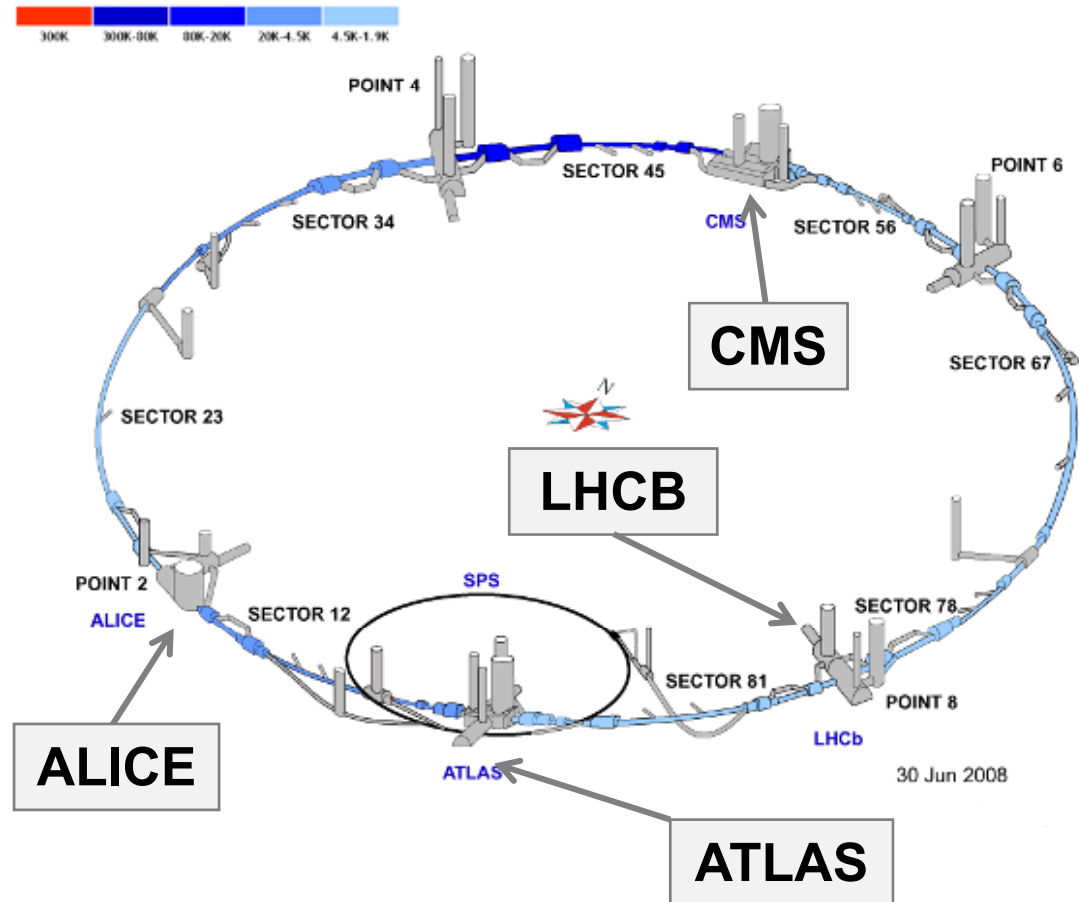 300K 300K-80K 80K-20K 20K-4.5K 4.5K-1.9K
POINT 4
SECTOR 45
POINT 6
SECTOR 34
CMS
SECTOR 56
CMS
SECTOR 67
N
SECTOR 23
LHCB
POINT 2
SPS
ALICE
SECTOR 12
SECTOR 78
SECTOR 81
POINT 8
LHCb
ALICE
ATLAS
30 Jun 2008
ATLAS